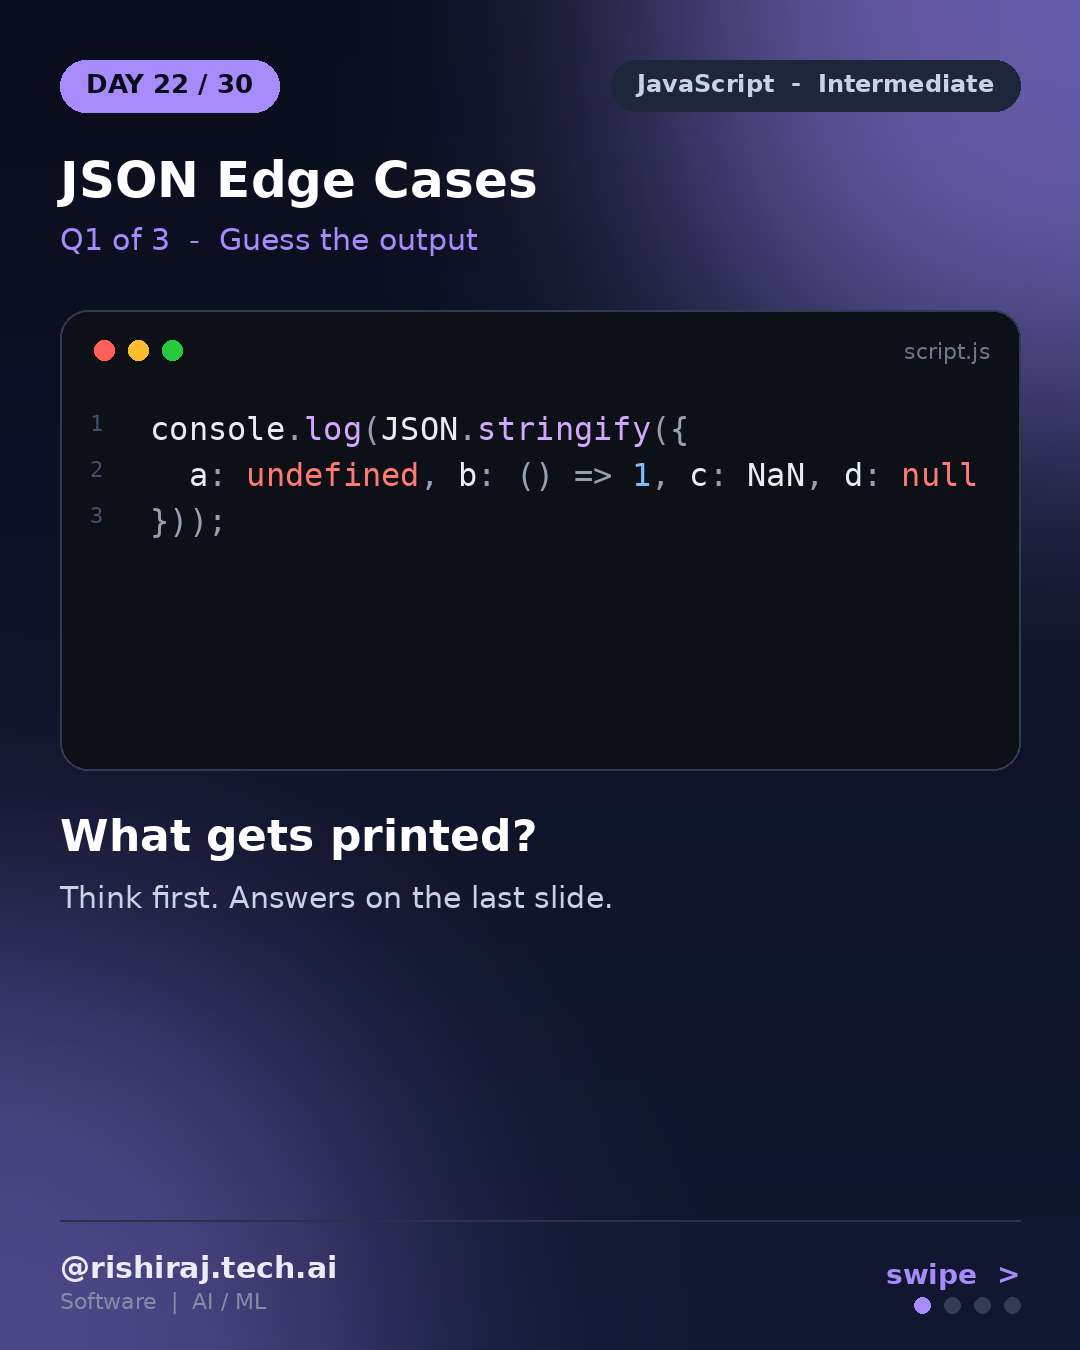 DAY 22 / 30
JavaScript - Intermediate
JSON Edge Cases
Q1 of 3 - Guess the output
script.js
1 console.log(JSON.stringify({
2   a: undefined, b: () => 1, c: NaN, d: null
3 }));
What gets printed?
Think first. Answers on the last slide.
@rishiraj.tech.ai
Software | AI / ML
swipe >